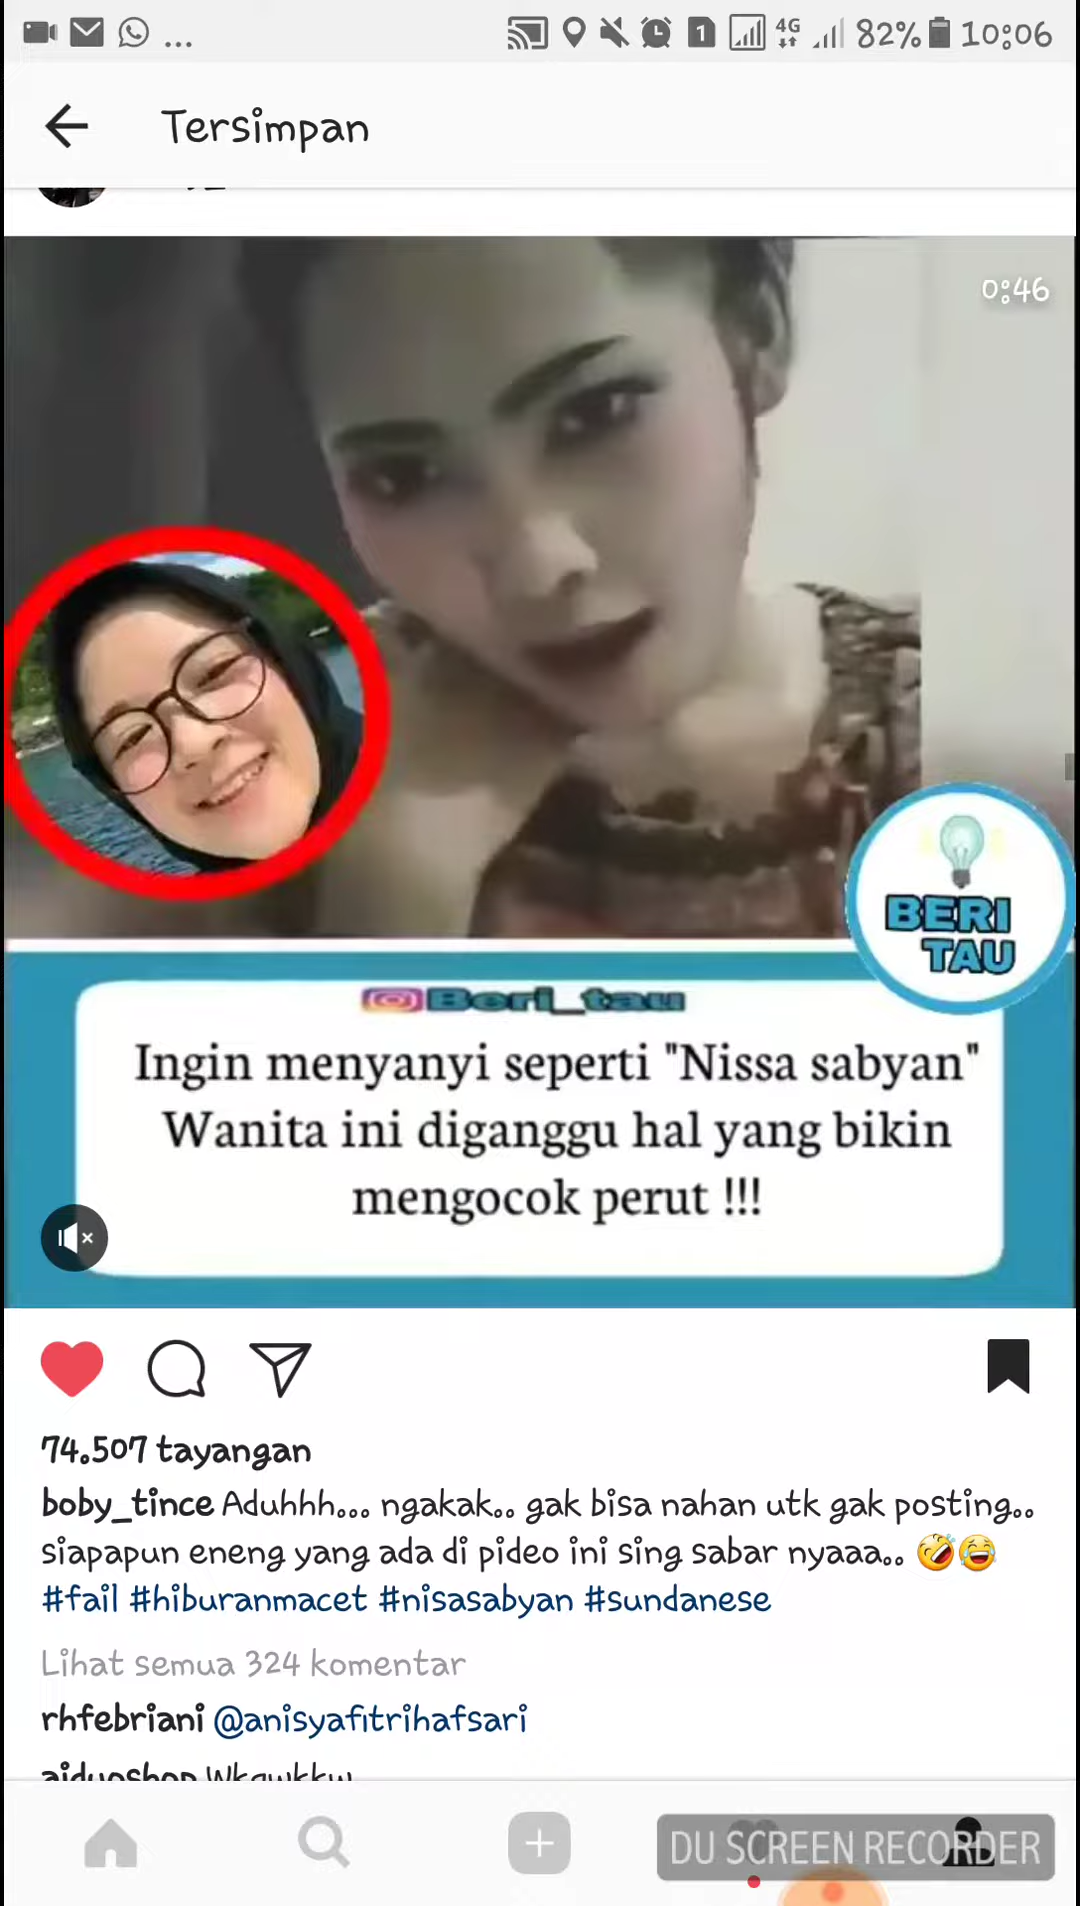 ... 1 4G 82% 10:06
Tersimpan
0:46
BERI
TAU
Beri_tau
Ingin menyanyi seperti "Nissa sabyan"
Wanita ini diganggu hal yang bikin
mengocok perut !!!
74.507 tayangan
boby_tince Aduhhh... ngakak.. gak bisa nahan utk gak posting..
siapapun eneng yang ada di pideo ini sing sabar nyaaa.. 🤣😂
#fail #hiburanmacet #nisasabyan #sundanese
Lihat semua 324 komentar
rhfebriani @anisyafitrihafsari
DU SCREEN RECORDER